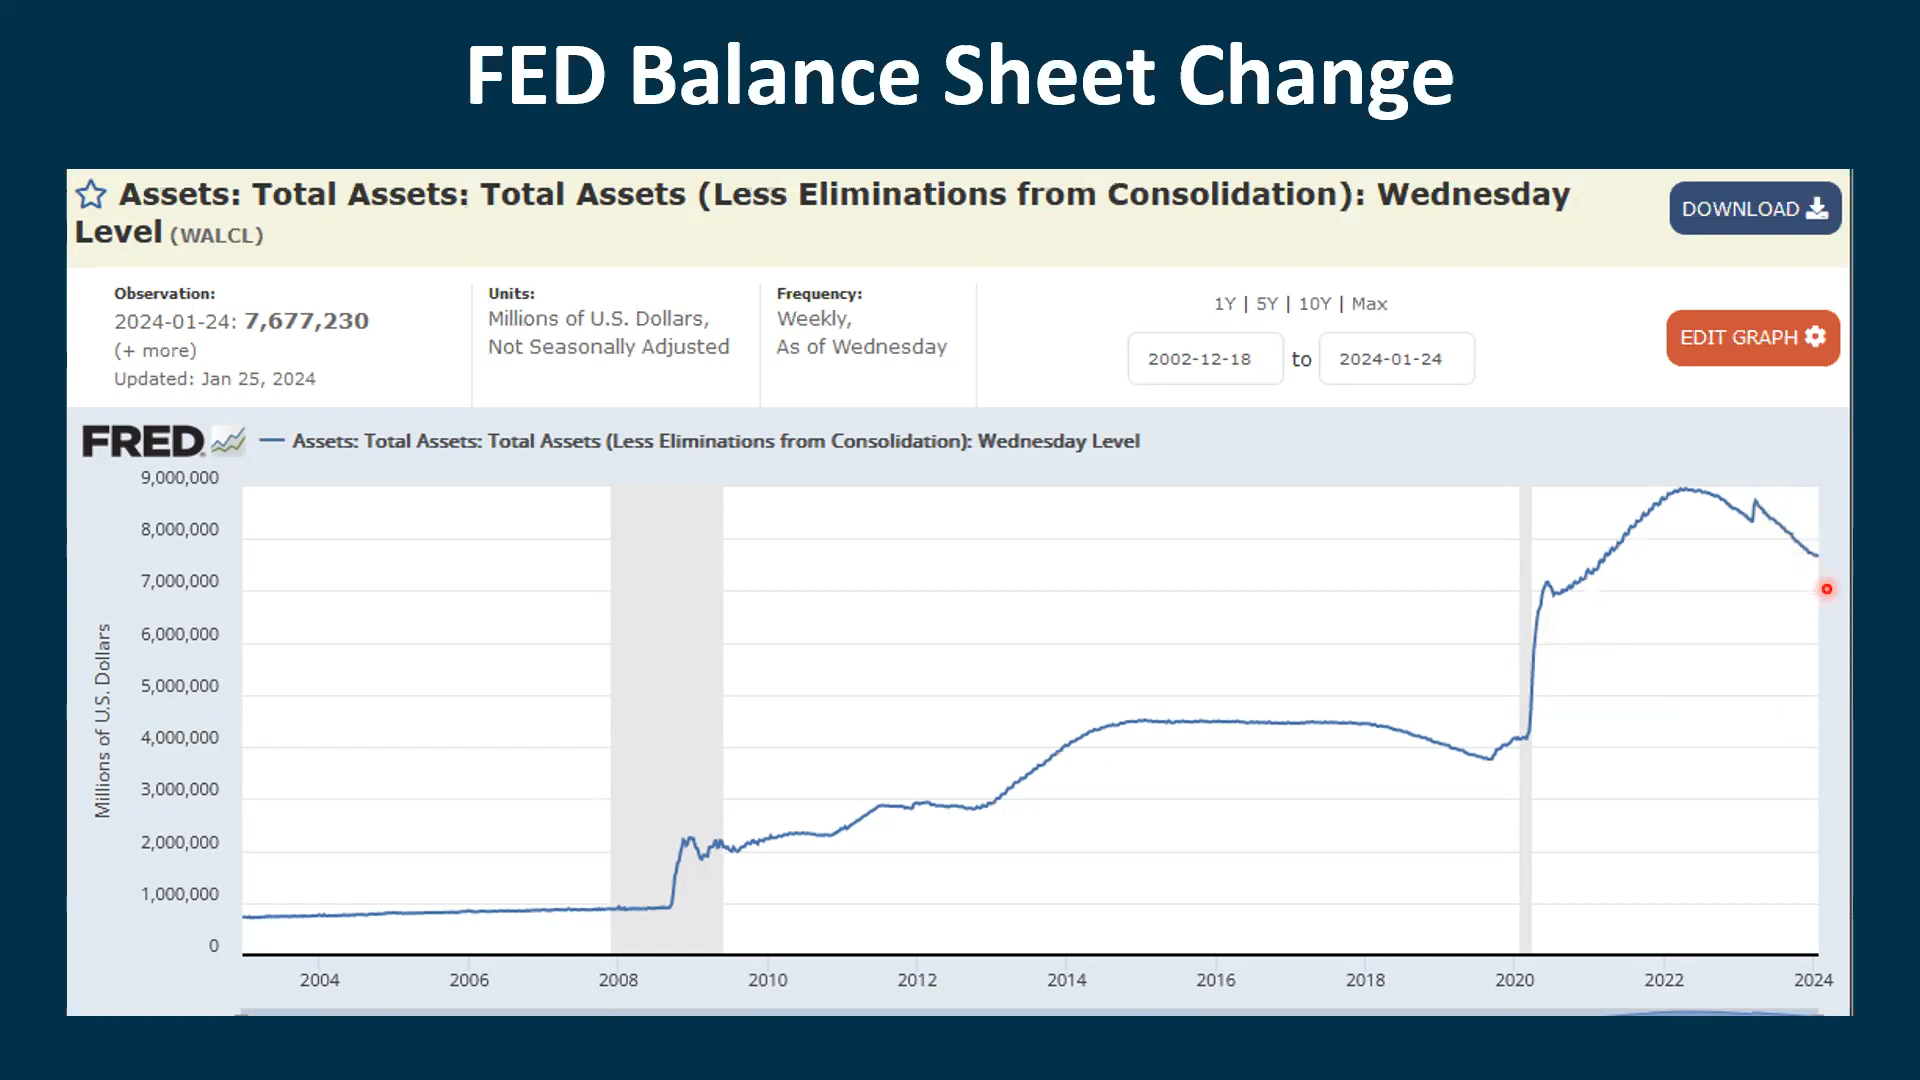 FED Balance Sheet Change
Assets: Total Assets: Total Assets (Less Eliminations from Consolidation): Wednesday
Level (WALCL)
DOWNLOAD
Observation:
2024-01-24: 7,677,230
(+ more)
Updated: Jan 25, 2024
Units:
Millions of U.S. Dollars,
Not Seasonally Adjusted
Frequency:
Weekly,
As of Wednesday
1Y | 5Y | 10Y | Max
2002-12-18 to 2024-01-24
EDIT GRAPH
FRED
Assets: Total Assets: Total Assets (Less Eliminations from Consolidation): Wednesday Level
Millions of U.S. Dollars
9,000,000
8,000,000
7,000,000
6,000,000
5,000,000
4,000,000
3,000,000
2,000,000
1,000,000
0
2004 2006 2008 2010 2012 2014 2016 2018 2020 2022 2024